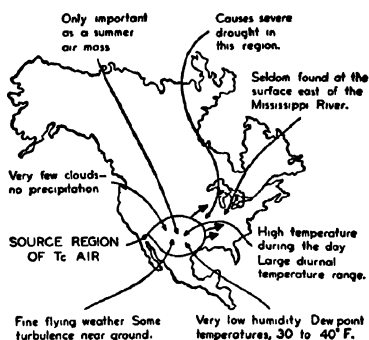 Only important
as a summer
air mass
Causes severe
drought in
this region.
Seldom found at the
surface east of the
Mississippi River.
Very few clouds—
no precipitation
SOURCE REGION
OF Tc AIR
High temperature
during the day
Large diurnal
temperature range.
Fine flying weather Some
turbulence near ground.
Very low humidity Dew point
temperatures, 30 to 40°F.